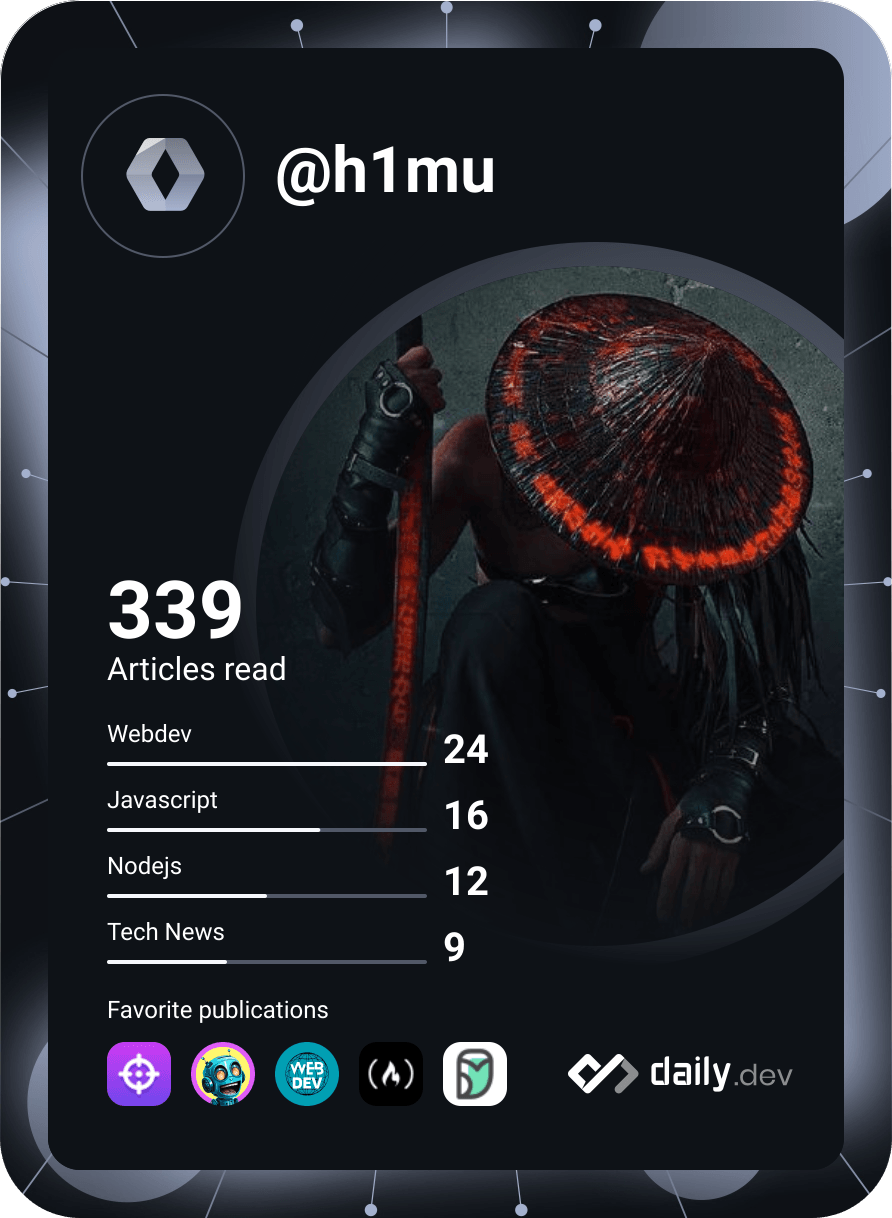 @h1mu
339
Articles read
Webdev
24
Javascript
16
Nodejs
12
Tech News
9
Favorite publications
WEB
DEV
daily.dev